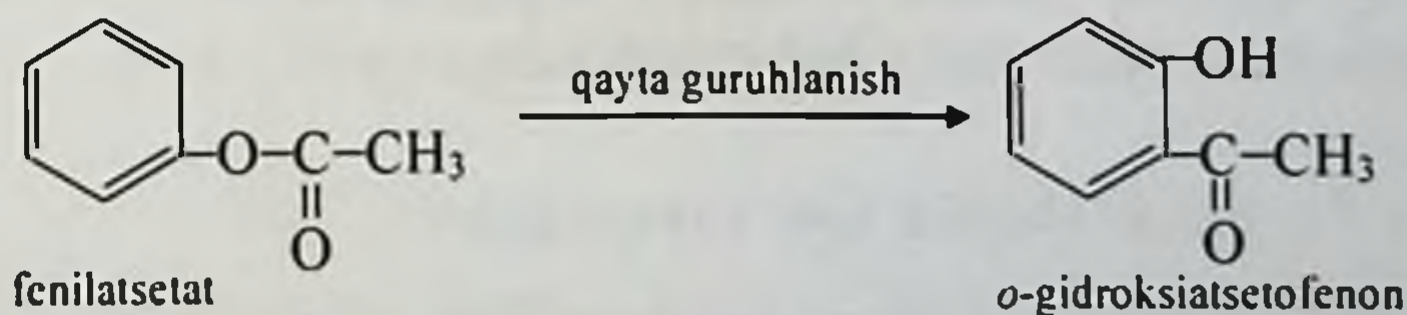 OH
qayta guruhlanish
O–C–CH₃
C–CH₃
O
O
fenilatsetat
o-gidroksiatsetofenon